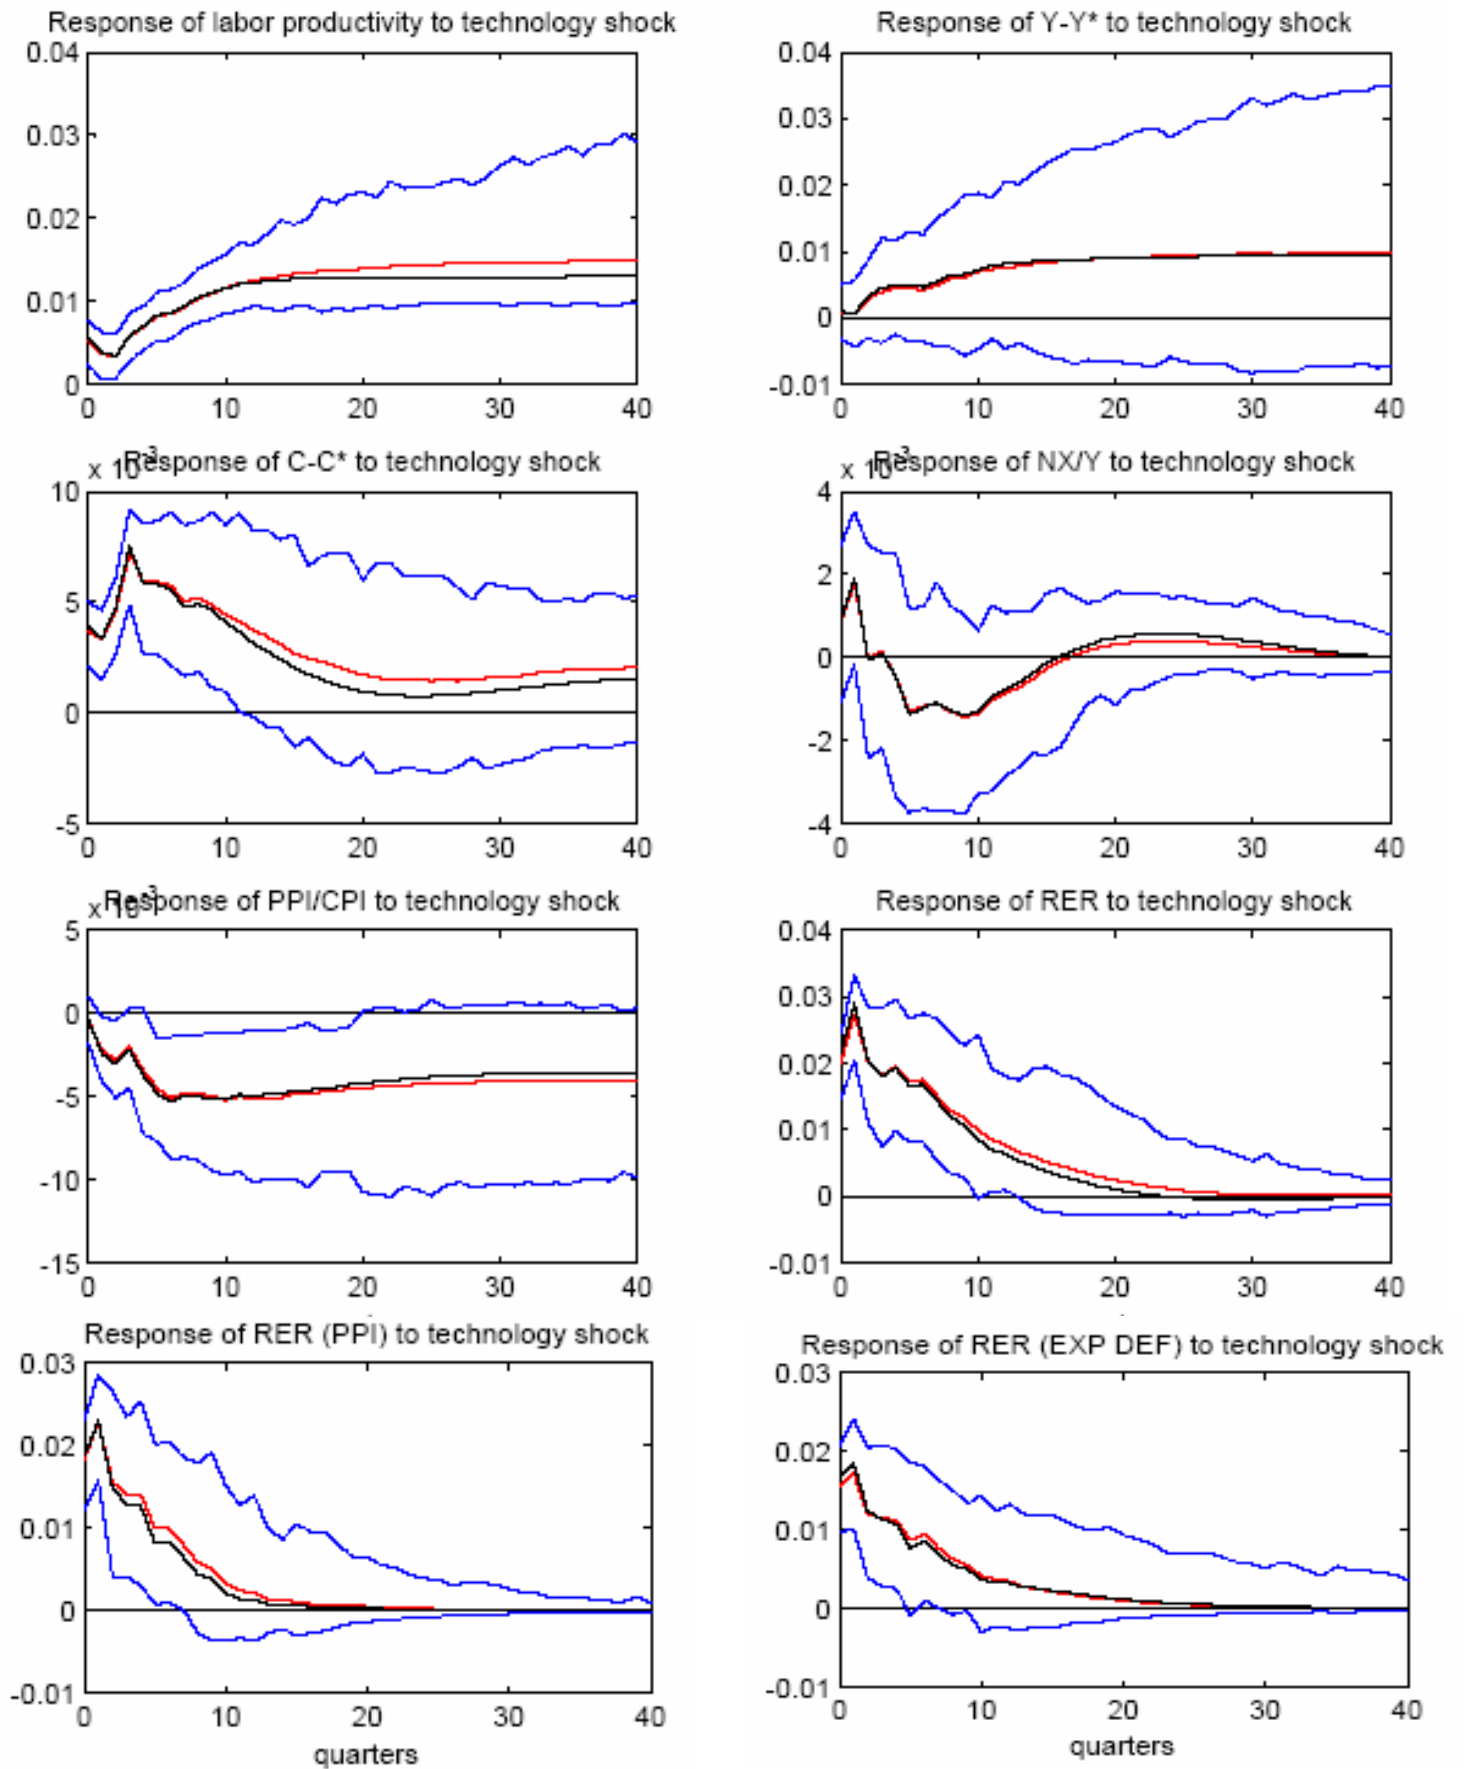 Response of labor productivity to technology shock
0.04
0.03
0.02
0.01
0
0 10 20 30 40
Response of Y-Y* to technology shock
0.04
0.03
0.02
0.01
0
-0.01
0 10 20 30 40
x 10-3
Response of C-C* to technology shock
10
5
0
-5
0 10 20 30 40
x 10-3
Response of NX/Y to technology shock
4
2
0
-2
-4
0 10 20 30 40
x 10-3
Response of PPI/CPI to technology shock
5
0
-5
-10
-15
0 10 20 30 40
Response of RER to technology shock
0.04
0.03
0.02
0.01
0
-0.01
0 10 20 30 40
Response of RER (PPI) to technology shock
0.03
0.02
0.01
0
-0.01
0 10 20 30 40
quarters
Response of RER (EXP DEF) to technology shock
0.03
0.02
0.01
0
-0.01
0 10 20 30 40
quarters